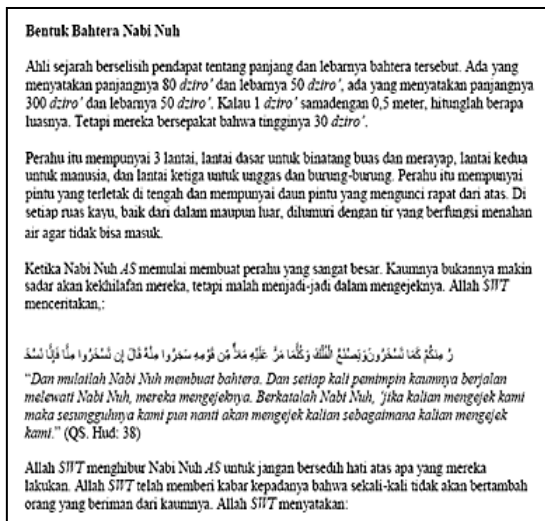 Bentuk Bahtera Nabi Nuh
Ahli sejarah berselisih pendapat tentang panjang dan lebarnya bahtera tersebut. Ada yang
menyatakan panjangnya 80 dziro’ dan lebarnya 50 dziro’, ada yang menyatakan panjangnya
300 dziro’ dan lebarnya 50 dziro’. Kalau 1 dziro’ samadengan 0,5 meter, hitunglah berapa
luasnya. Tetapi mereka bersepakat bahwa tingginya 30 dziro’.
Perahu itu mempunyai 3 lantai, lantai dasar untuk binatang buas dan merayap, lantai kedua
untuk manusia, dan lantai ketiga untuk unggas dan burung-burung. Perahu itu mempunyai
pintu yang terletak di tengah dan mempunyai daun pintu yang mengunci rapat dari atas. Di
setiap ruas kayu, baik dari dalam maupun luar, dilumuri dengan tir yang berfungsi menahan
air agar tidak bisa masuk.
Ketika Nabi Nuh AS memulai membuat perahu yang sangat besar. Kaumnya bukannya makin
sadar akan kekhilafan mereka, tetapi malah menjadi-jadi dalam mengejeknya. Allah SWT
menceritakan,:
رُ مِنكُمْ كَمَا تَسْخَرُونَوَيَصْنَعُ الْفُلْكَ وَكُلَّمَا مَرَّ عَلَيْهِ مَلَأٌ مِّن قَوْمِهِ سَخِرُوا مِنْهُ قَالَ إِن تَسْخَرُوا مِنَّا فَإِنَّا نَسْخَ
“Dan mulailah Nabi Nuh membuat bahtera. Dan setiap kali pemimpin kaumnya berjalan
melewati Nabi Nuh, mereka mengejeknya. Berkatalah Nabi Nuh, ‘jika kalian mengejek kami
maka sesungguhnya kami pun nanti akan mengejek kalian sebagaimana kalian mengejek
kami.” (QS. Hud: 38)
Allah SWT menghibur Nabi Nuh AS untuk jangan bersedih hati atas apa yang mereka
lakukan. Allah SWT telah memberi kabar kepadanya bahwa sekali-kali tidak akan bertambah
orang yang beriman dari kaumnya. Allah SWT menyatakan: